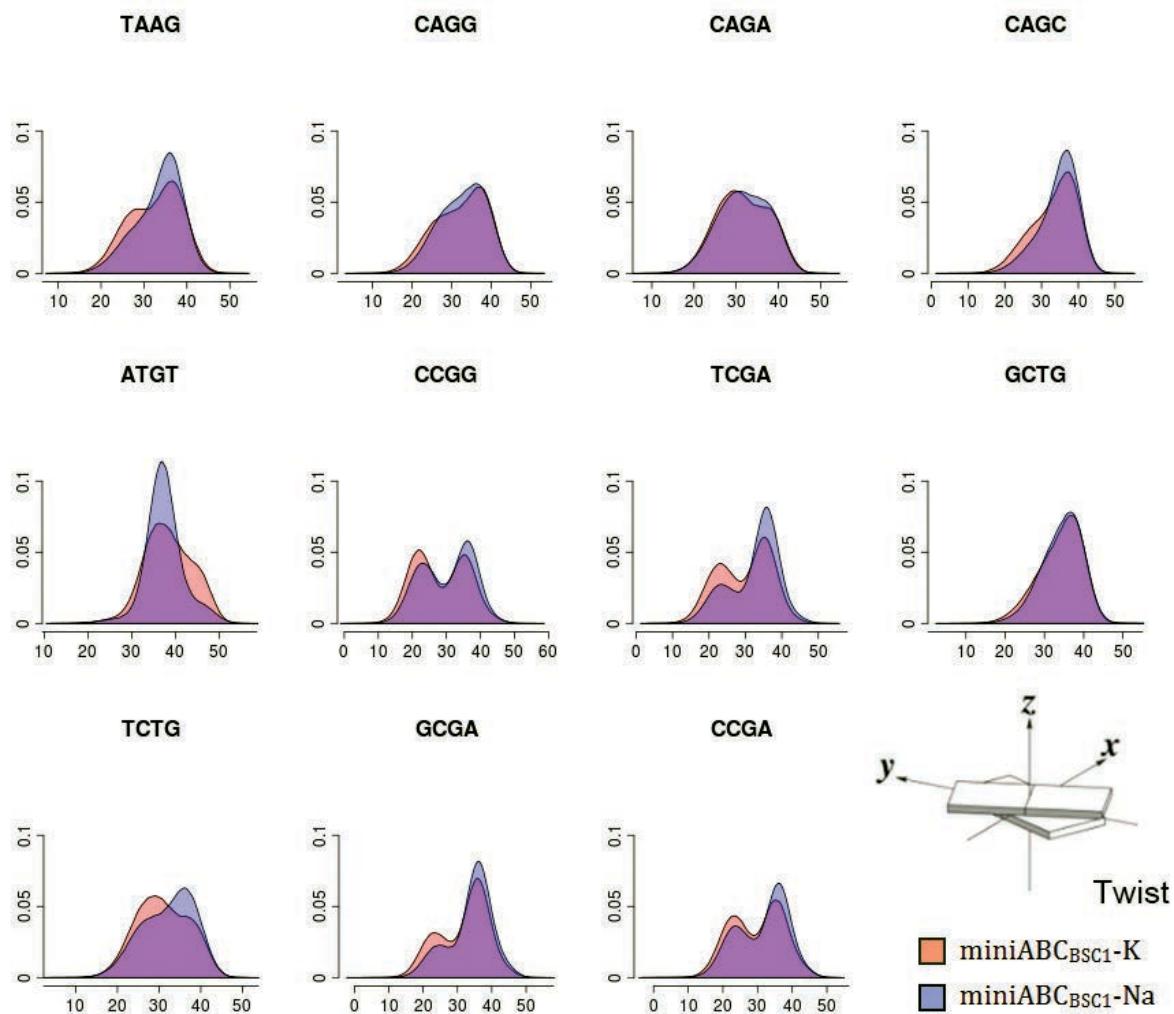 TAAG CAGG CAGA CAGC
0.1 0.1 0.1 0.1
0.05 0.05 0.05 0.05
0 0 0 0
10 20 30 40 50 10 20 30 40 50 10 20 30 40 50 0 10 20 30 40 50
ATGT CCGG TCGA GCTG
0.1 0.1 0.1 0.1
0.05 0.05 0.05 0.05
0 0 0 0
10 20 30 40 50 0 10 20 30 40 50 60 0 10 20 30 40 50 10 20 30 40 50
TCTG GCGA CCGA
z
x
y
0.1 0.1 0.1
0.05 0.05 0.05
Twist
miniABCBSC1-K
0 0 0
miniABCBSC1-Na
10 20 30 40 50 0 10 20 30 40 50 0 10 20 30 40 50